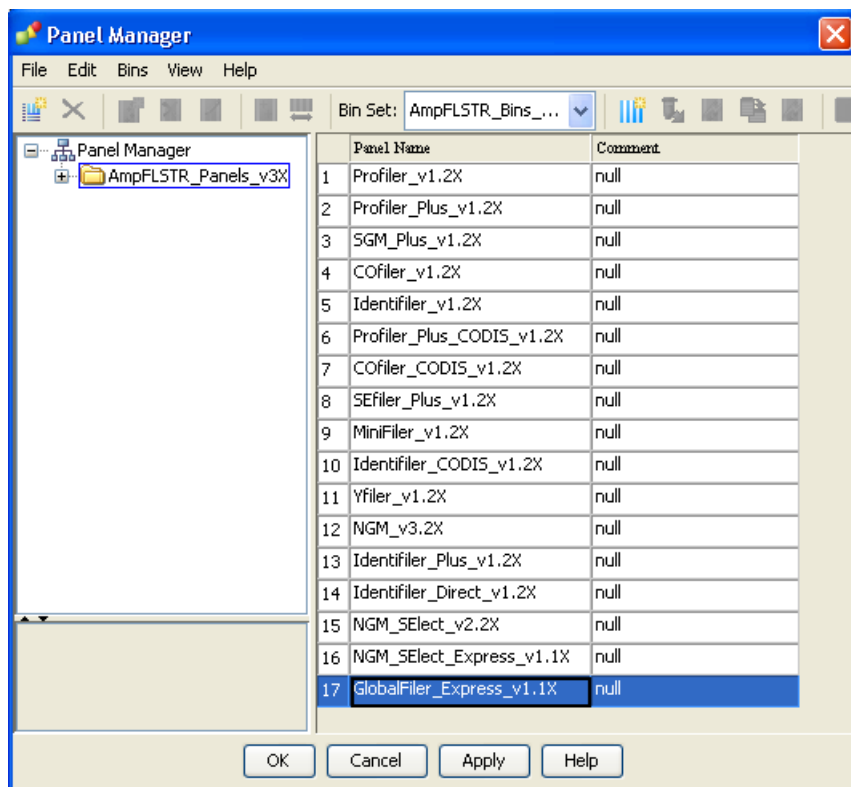 Panel Manager
File Edit Bins View Help
Bin Set: AmpFLSTR_Bins_...
Panel Manager
AmpFLSTR_Panels_v3X
Panel Name Comment
1 Profiler_v1.2X null
2 Profiler_Plus_v1.2X null
3 SGM_Plus_v1.2X null
4 COfiler_v1.2X null
5 Identifiler_v1.2X null
6 Profiler_Plus_CODIS_v1.2X null
7 COfiler_CODIS_v1.2X null
8 SEfiler_Plus_v1.2X null
9 MiniFiler_v1.2X null
10 Identifiler_CODIS_v1.2X null
11 Yfiler_v1.2X null
12 NGM_v3.2X null
13 Identifiler_Plus_v1.2X null
14 Identifiler_Direct_v1.2X null
15 NGM_SElect_v2.2X null
16 NGM_SElect_Express_v1.1X null
17 GlobalFiler_Express_v1.1X null
OK Cancel Apply Help